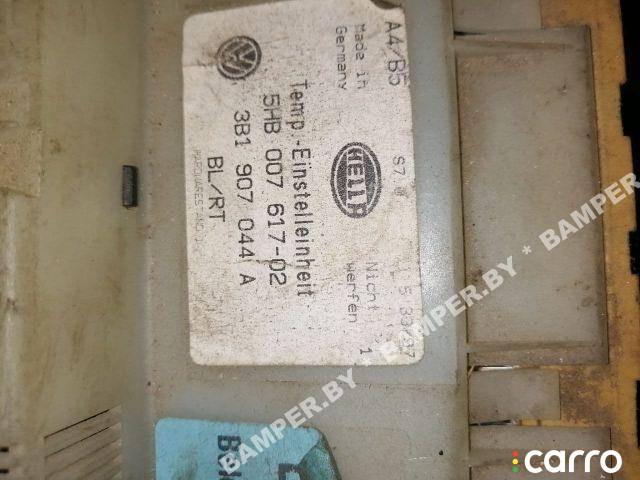 A4/B5
Made in
Germany
HELLA
Nicht
werfen
Temp.-Einstelleinheit
5HB 007 617-02
3B1 907 044 A
BL/RT
BAMPER.BY * BAMPER.BY * BAMPER.BY
carro